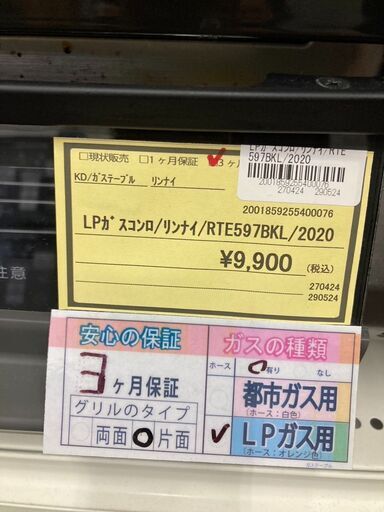 LPガスコンロ/リンナイ/RTE
597BKL/2020
2001859255400076
270424 290524
□現状販売 □1ヶ月保証 ✓3ヶ月
KD/ガステーブル リンナイ
2001859255400076
LPガスコンロ/リンナイ/RTE597BKL/2020
¥9,900 (税込)
270424
290524
注意
安心の保証
3ヶ月保証
グリルのタイプ
両面 片面
ガスの種類
ホース 有り なし
都市ガス用
(ホース:白色)
✓ LPガス用
(ホース:オレンジ色)